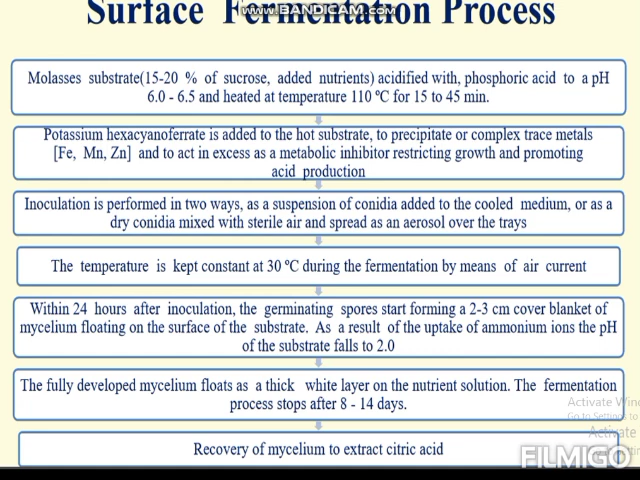 Surface Fermentation Process
www.BANDICAM.com
Molasses substrate(15-20 % of sucrose, added nutrients) acidified with, phosphoric acid to a pH
6.0 - 6.5 and heated at temperature 110 ºC for 15 to 45 min.
Potassium hexacyanoferrate is added to the hot substrate, to precipitate or complex trace metals
[Fe, Mn, Zn] and to act in excess as a metabolic inhibitor restricting growth and promoting
acid production
Inoculation is performed in two ways, as a suspension of conidia added to the cooled medium, or as a
dry conidia mixed with sterile air and spread as an aerosol over the trays
The temperature is kept constant at 30 ºC during the fermentation by means of air current
Within 24 hours after inoculation, the germinating spores start forming a 2-3 cm cover blanket of
mycelium floating on the surface of the substrate. As a result of the uptake of ammonium ions the pH
of the substrate falls to 2.0
The fully developed mycelium floats as a thick white layer on the nutrient solution. The fermentation
process stops after 8 - 14 days.
Activate Win
Go to Settings to
Activate
Recovery of mycelium to extract citric acid
FILMIGO